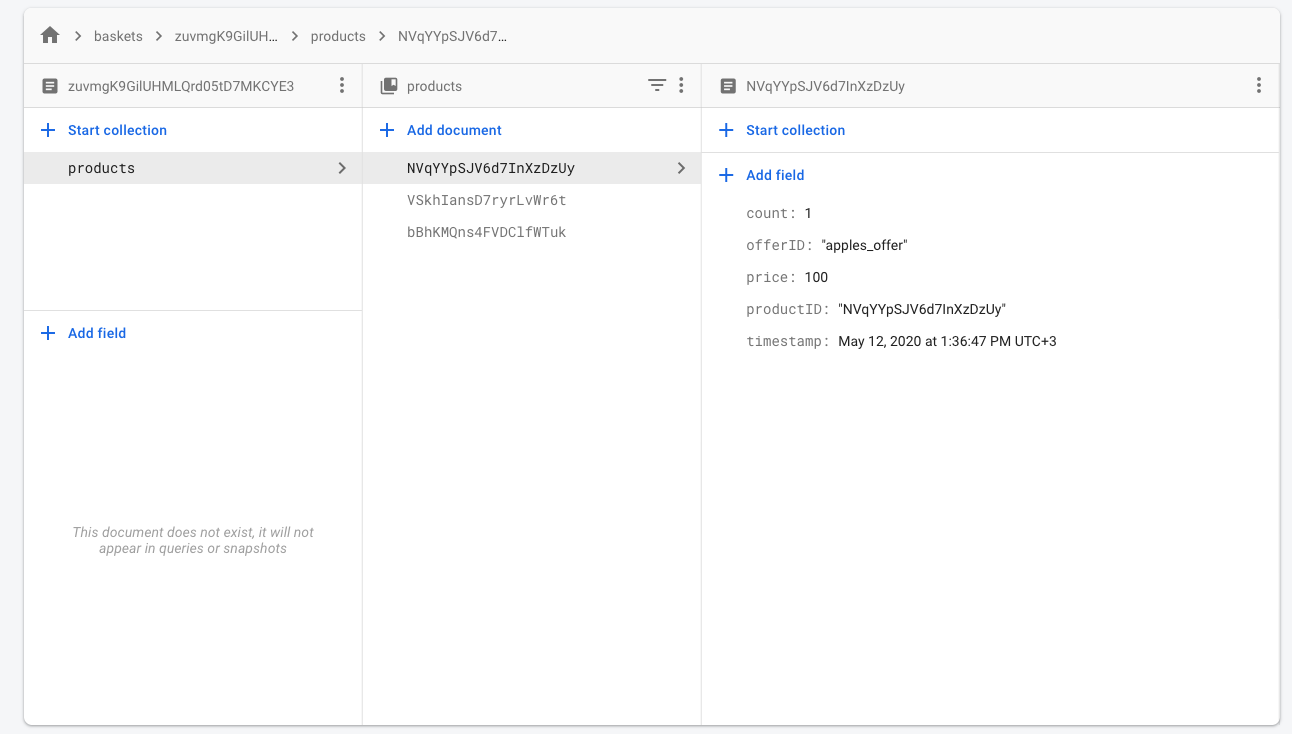 baskets
zuvmgK9GilUH...
products
NVqYYpSJV6d7...
zuvmgK9GilUHMLQrd05tD7MKCYE3
Start collection
products
Add field
This document does not exist, it will not
appear in queries or snapshots
products
Add document
NVqYYpSJV6d7InXzDzUy
VSkhIansD7ryrLvWr6t
bBhKMQns4FVDClfWTuk
NVqYYpSJV6d7InXzDzUy
Start collection
Add field
count: 1
offerID: "apples_offer"
price: 100
productID: "NVqYYpSJV6d7InXzDzUy"
timestamp: May 12, 2020 at 1:36:47 PM UTC+3